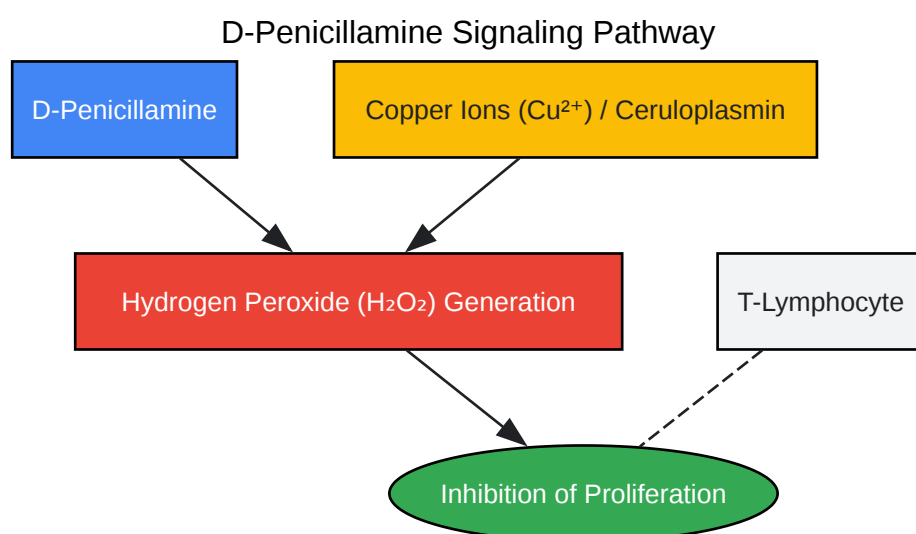 D-Penicillamine Signaling Pathway
D-Penicillamine
Copper Ions (Cu²⁺) / Ceruloplasmin
Hydrogen Peroxide (H₂O₂) Generation
T-Lymphocyte
Inhibition of Proliferation